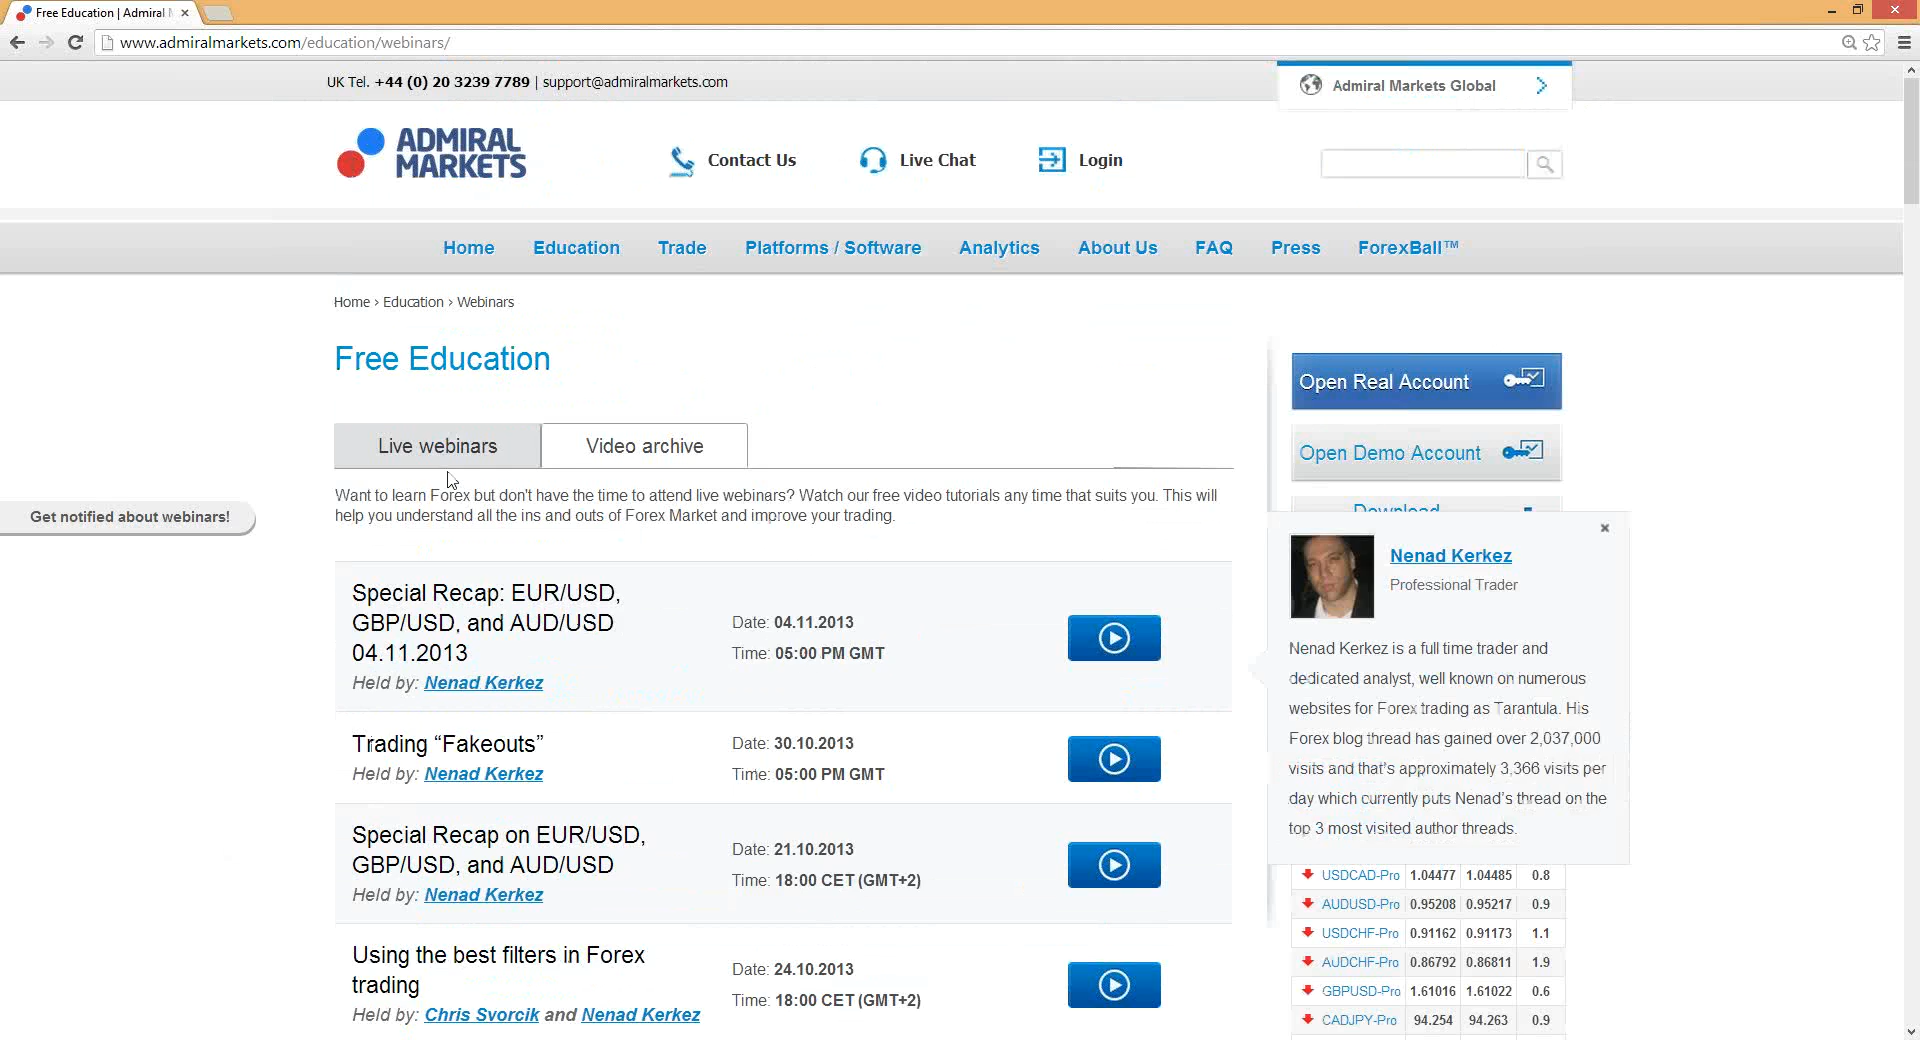 Free Education | Admiral M
www.admiralmarkets.com/education/webinars/
UK Tel. +44 (0) 20 3239 7789 | support@admiralmarkets.com
Admiral Markets Global
ADMIRAL
MARKETS
Contact Us
Live Chat
Login
Home
Education
Trade
Platforms / Software
Analytics
About Us
FAQ
Press
ForexBall™
Home › Education › Webinars
Free Education
Live webinars
Video archive
Want to learn Forex but don't have the time to attend live webinars? Watch our free video tutorials any time that suits you. This will
help you understand all the ins and outs of Forex Market and improve your trading.
Get notified about webinars!
Special Recap: EUR/USD,
GBP/USD, and AUD/USD
04.11.2013
Held by: Nenad Kerkez
Date: 04.11.2013
Time: 05:00 PM GMT
Trading “Fakeouts”
Held by: Nenad Kerkez
Date: 30.10.2013
Time: 05:00 PM GMT
Special Recap on EUR/USD,
GBP/USD, and AUD/USD
Held by: Nenad Kerkez
Date: 21.10.2013
Time: 18:00 CET (GMT+2)
Using the best filters in Forex
trading
Held by: Chris Svorcik and Nenad Kerkez
Date: 24.10.2013
Time: 18:00 CET (GMT+2)
Open Real Account
Open Demo Account
Download
Nenad Kerkez
Professional Trader
Nenad Kerkez is a full time trader and
dedicated analyst, well known on numerous
websites for Forex trading as Tarantula. His
Forex blog thread has gained over 2,037,000
visits and that's approximately 3,366 visits per
day which currently puts Nenad's thread on the
top 3 most visited author threads.
USDCAD-Pro 1.04477 1.04485 0.8
AUDUSD-Pro 0.95208 0.95217 0.9
USDCHF-Pro 0.91162 0.91173 1.1
AUDCHF-Pro 0.86792 0.86811 1.9
GBPUSD-Pro 1.61016 1.61022 0.6
CADJPY-Pro 94.254 94.263 0.9